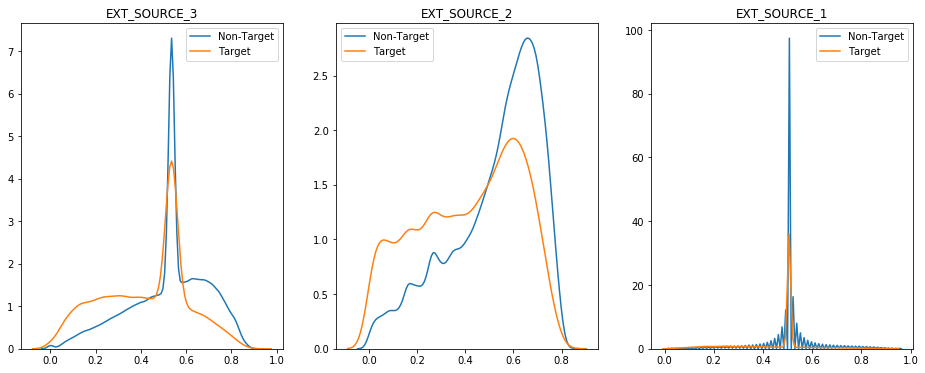 EXT_SOURCE_3
Non-Target
Target
7
6
5
4
3
2
1
0
0.0 0.2 0.4 0.6 0.8 1.0
EXT_SOURCE_2
Non-Target
Target
2.5
2.0
1.5
1.0
0.5
0.0
0.0 0.2 0.4 0.6 0.8
EXT_SOURCE_1
Non-Target
Target
100
80
60
40
20
0
0.0 0.2 0.4 0.6 0.8 1.0